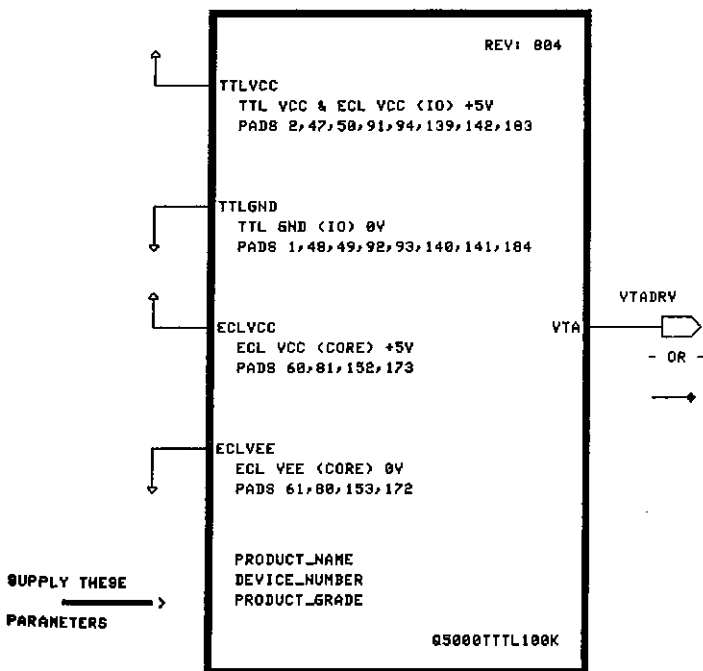 REV: 804
TTLVCC
TTL VCC & ECL VCC (IO) +5V
PADS 2,47,50,91,94,139,142,183
TTLGND
TTL GND (IO) 0V
PADS 1,48,49,92,93,140,141,184
ECLVCC
ECL VCC (CORE) +5V
PADS 60,81,152,173
VTADRV
VTA
- OR -
ECLVEE
ECL VEE (CORE) 0V
PADS 61,80,153,172
PRODUCT_NAME
DEVICE_NUMBER
PRODUCT_GRADE
SUPPLY THESE
PARAMETERS
Q5000TTTL100K